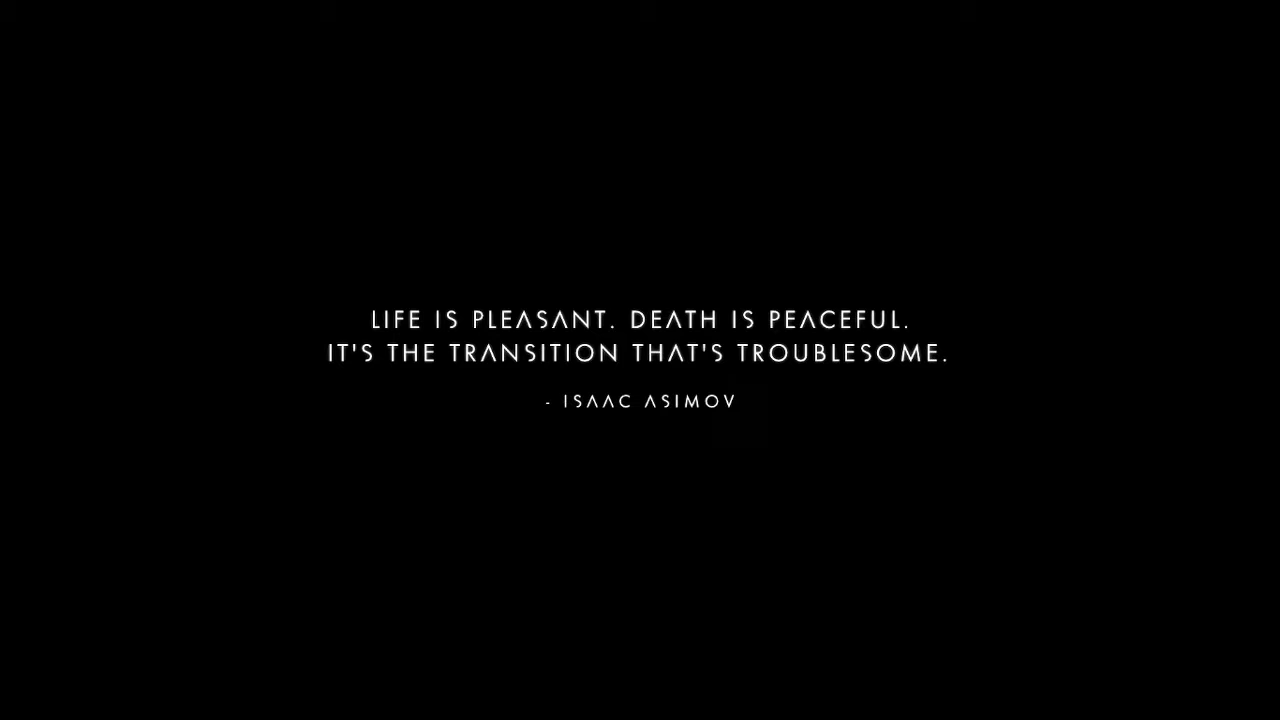 LIFE IS PLEASANT. DEATH IS PEACEFUL.
IT'S THE TRANSITION THAT'S TROUBLESOME.
- ISAAC ASIMOV